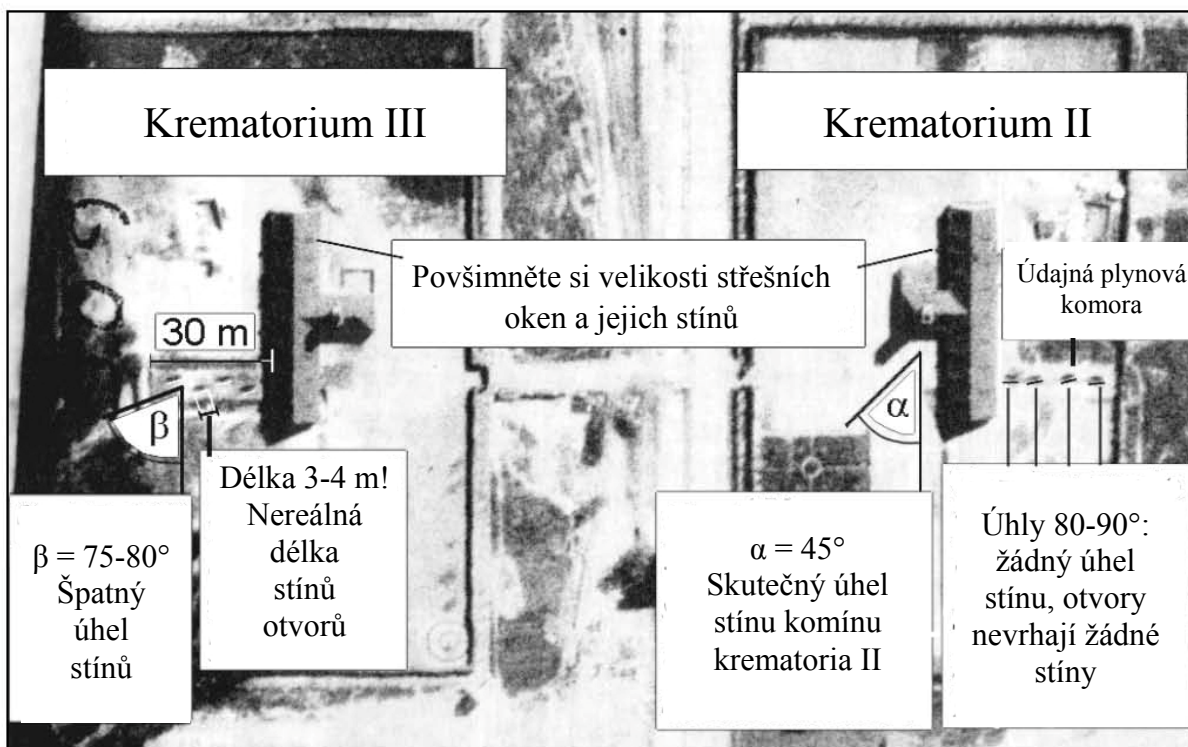 Krematorium III
Krematorium II
Povšimněte si velikosti střešních
oken a jejich stínů
Údajná plynová
komora
30 m
β
α
Délka 3-4 m!
Nereálná
délka
stínů
otvorů
β = 75-80°
Špatný
úhel
stínů
α = 45°
Skutečný úhel
stínu komínu
krematoria II
Úhly 80-90°:
žádný úhel
stínu, otvory
nevrhají žádné
stíny